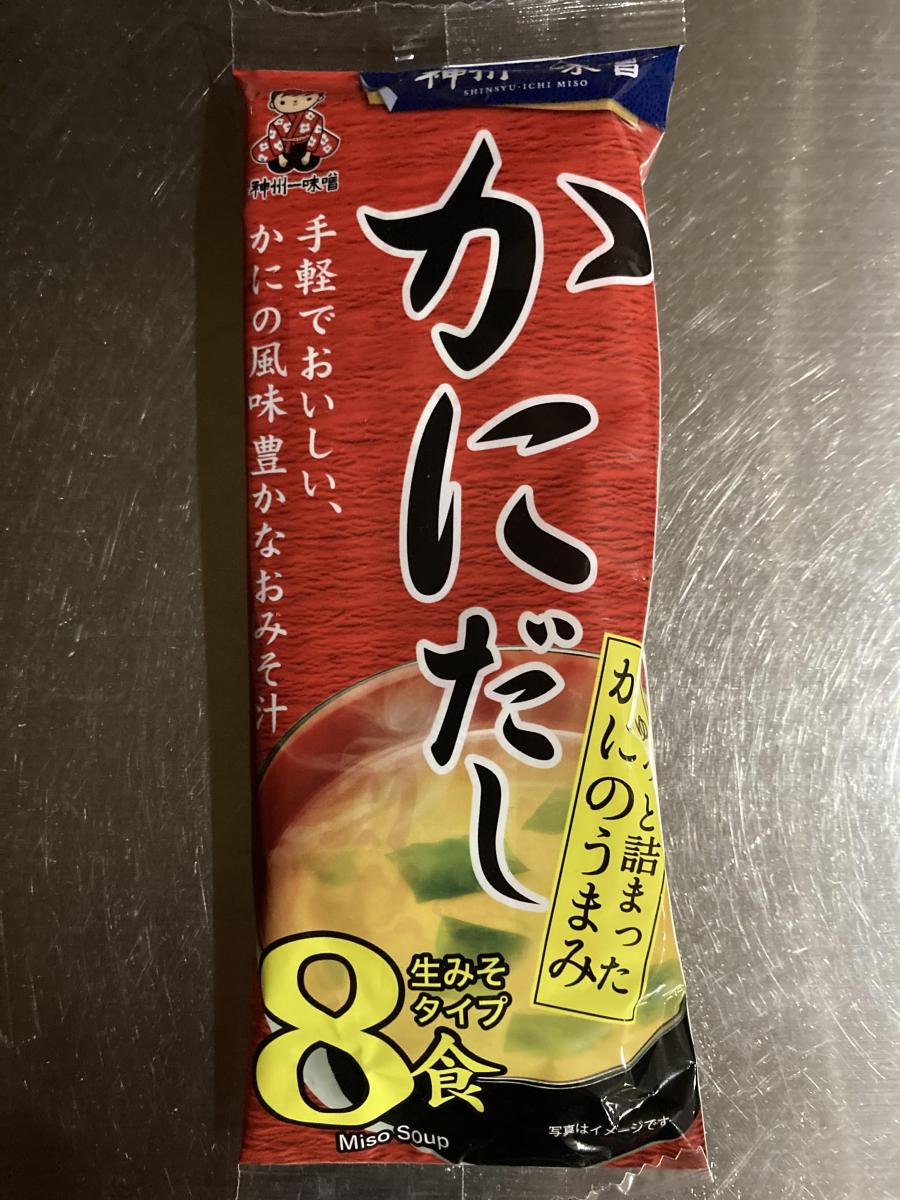 神州一味噌
SHINSYU-ICHI MISO
神州一味噌
かにだし
手軽でおいしい、
かにの風味豊かなおみそ汁
と詰まった
かにのうまみ
生みそ
タイプ
8食
Miso Soup
写真はイメージです